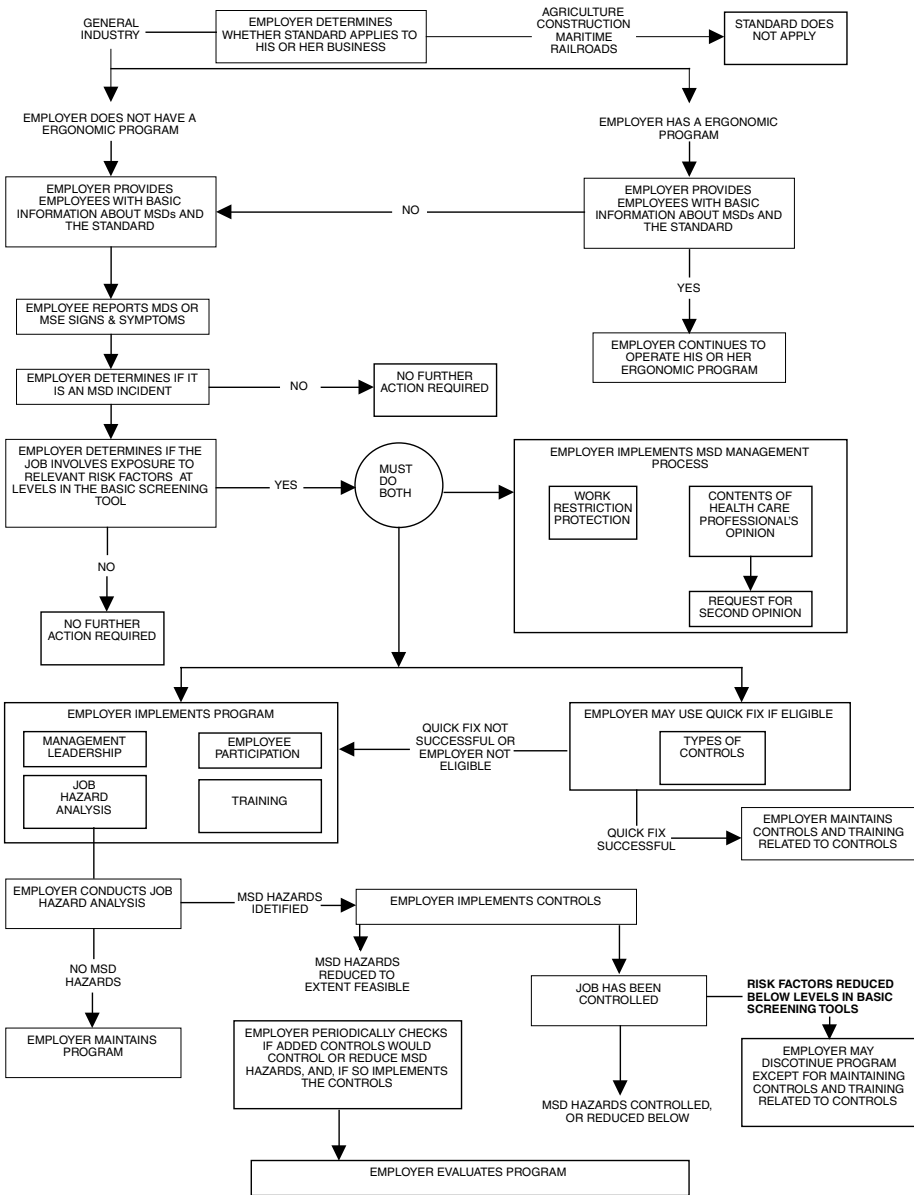 GENERAL
INDUSTRY
EMPLOYER DETERMINES
WHETHER STANDARD APPLIES TO
HIS OR HER BUSINESS
AGRICULTURE
CONSTRUCTION
MARITIME
RAILROADS
STANDARD DOES
NOT APPLY
EMPLOYER DOES NOT HAVE A
ERGONOMIC PROGRAM
EMPLOYER HAS A ERGONOMIC
PROGRAM
EMPLOYER PROVIDES
EMPLOYEES WITH BASIC
INFORMATION ABOUT MSDs AND
THE STANDARD
NO
EMPLOYER PROVIDES
EMPLOYEES WITH BASIC
INFORMATION ABOUT MSDs AND
THE STANDARD
YES
EMPLOYEE REPORTS MDS OR
MSE SIGNS & SYMPTOMS
EMPLOYER CONTINUES TO
OPERATE HIS OR HER
ERGONOMIC PROGRAM
EMPLOYER DETERMINES IF IT
IS AN MSD INCIDENT
NO
NO FURTHER
ACTION REQUIRED
EMPLOYER DETERMINES IF THE
JOB INVOLVES EXPOSURE TO
RELEVANT RISK FACTORS AT
LEVELS IN THE BASIC SCREENING
TOOL
YES
MUST
DO
BOTH
EMPLOYER IMPLEMENTS MSD MANAGEMENT
PROCESS
WORK
RESTRICTION
PROTECTION
CONTENTS OF
HEALTH CARE
PROFESSIONAL'S
OPINION
REQUEST FOR
SECOND OPINION
NO
NO FURTHER
ACTION REQUIRED
EMPLOYER IMPLEMENTS PROGRAM
MANAGEMENT
LEADERSHIP
EMPLOYEE
PARTICIPATION
JOB
HAZARD
ANALYSIS
TRAINING
QUICK FIX NOT
SUCCESSFUL OR
EMPLOYER NOT
ELIGIBLE
EMPLOYER MAY USE QUICK FIX IF ELIGIBLE
TYPES OF
CONTROLS
QUICK FIX
SUCCESSFUL
EMPLOYER MAINTAINS
CONTROLS AND TRAINING
RELATED TO CONTROLS
EMPLOYER CONDUCTS JOB
HAZARD ANALYSIS
MSD HAZARDS
IDETIFIED
EMPLOYER IMPLEMENTS CONTROLS
NO MSD
HAZARDS
MSD HAZARDS
REDUCED TO
EXTENT FEASIBLE
JOB HAS BEEN
CONTROLLED
RISK FACTORS REDUCED
BELOW LEVELS IN BASIC
SCREENING TOOLS
EMPLOYER MAINTAINS
PROGRAM
EMPLOYER PERIODICALLY CHECKS
IF ADDED CONTROLS WOULD
CONTROL OR REDUCE MSD
HAZARDS, AND, IF SO IMPLEMENTS
THE CONTROLS
EMPLOYER MAY
DISCOTINUE PROGRAM
EXCEPT FOR MAINTAINING
CONTROLS AND TRAINING
RELATED TO CONTROLS
MSD HAZARDS CONTROLLED,
OR REDUCED BELOW
EMPLOYER EVALUATES PROGRAM